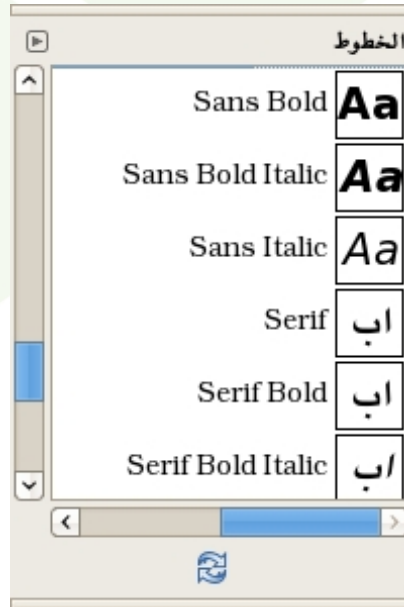 الخطوط
Sans Bold Aa
Sans Bold Italic Aa
Sans Italic Aa
Serif اب
Serif Bold اب
Serif Bold Italic اب